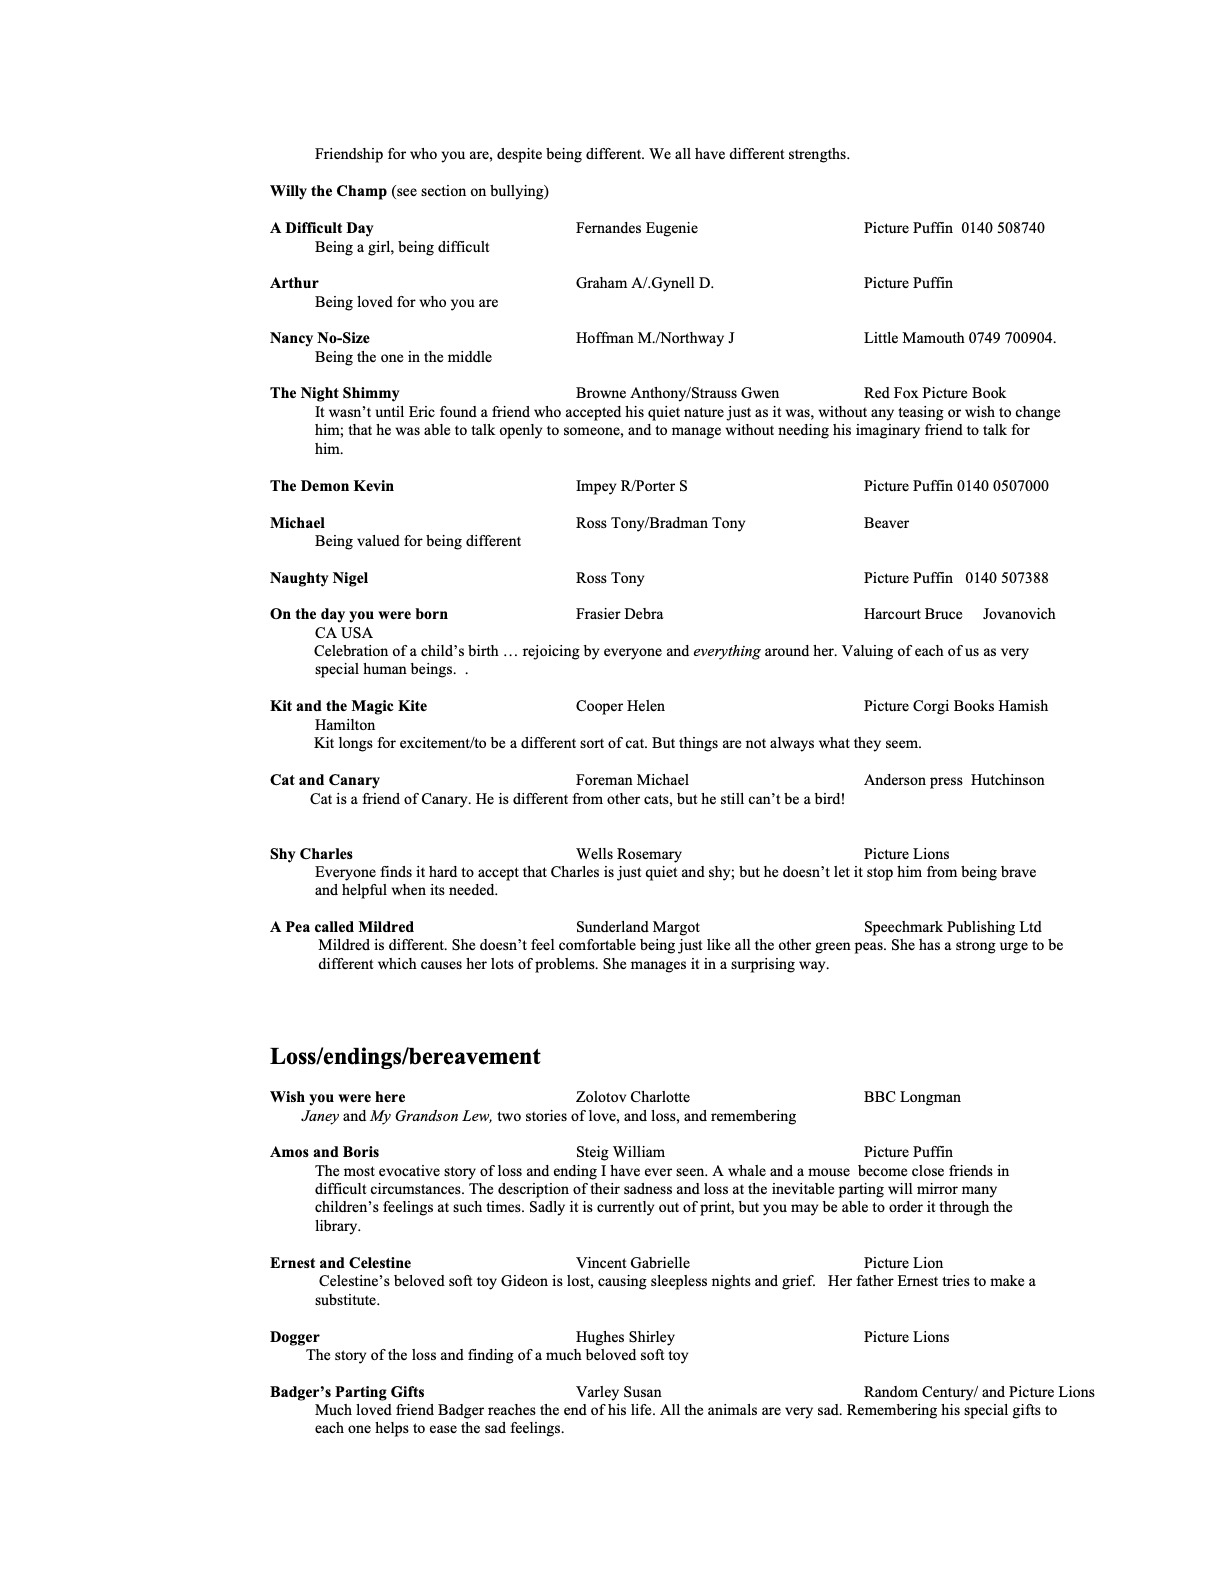 Friendship for who you are, despite being different. We all have different strengths.
Willy the Champ (see section on bullying)
A Difficult Day Fernandes Eugenie Picture Puffin 0140 508740
Being a girl, being difficult
Arthur Graham A/.Gynell D. Picture Puffin
Being loved for who you are
Nancy No-Size Hoffman M./Northway J Little Mamouth 0749 700904.
Being the one in the middle
The Night Shimmy Browne Anthony/Strauss Gwen Red Fox Picture Book
It wasn’t until Eric found a friend who accepted his quiet nature just as it was, without any teasing or wish to change
him; that he was able to talk openly to someone, and to manage without needing his imaginary friend to talk for
him.
The Demon Kevin Impey R/Porter S Picture Puffin 0140 0507000
Michael Ross Tony/Bradman Tony Beaver
Being valued for being different
Naughty Nigel Ross Tony Picture Puffin 0140 507388
On the day you were born Frasier Debra Harcourt Bruce Jovanovich
CA USA
Celebration of a child’s birth … rejoicing by everyone and everything around her. Valuing of each of us as very
special human beings. .
Kit and the Magic Kite Cooper Helen Picture Corgi Books Hamish
Hamilton
Kit longs for excitement/to be a different sort of cat. But things are not always what they seem.
Cat and Canary Foreman Michael Anderson press Hutchinson
Cat is a friend of Canary. He is different from other cats, but he still can’t be a bird!
Shy Charles Wells Rosemary Picture Lions
Everyone finds it hard to accept that Charles is just quiet and shy; but he doesn’t let it stop him from being brave
and helpful when its needed.
A Pea called Mildred Sunderland Margot Speechmark Publishing Ltd
Mildred is different. She doesn’t feel comfortable being just like all the other green peas. She has a strong urge to be
different which causes her lots of problems. She manages it in a surprising way.
Loss/endings/bereavement
Wish you were here Zolotov Charlotte BBC Longman
Janey and My Grandson Lew, two stories of love, and loss, and remembering
Amos and Boris Steig William Picture Puffin
The most evocative story of loss and ending I have ever seen. A whale and a mouse become close friends in
difficult circumstances. The description of their sadness and loss at the inevitable parting will mirror many
children’s feelings at such times. Sadly it is currently out of print, but you may be able to order it through the
library.
Ernest and Celestine Vincent Gabrielle Picture Lion
Celestine’s beloved soft toy Gideon is lost, causing sleepless nights and grief. Her father Ernest tries to make a
substitute.
Dogger Hughes Shirley Picture Lions
The story of the loss and finding of a much beloved soft toy
Badger’s Parting Gifts Varley Susan Random Century/ and Picture Lions
Much loved friend Badger reaches the end of his life. All the animals are very sad. Remembering his special gifts to
each one helps to ease the sad feelings.